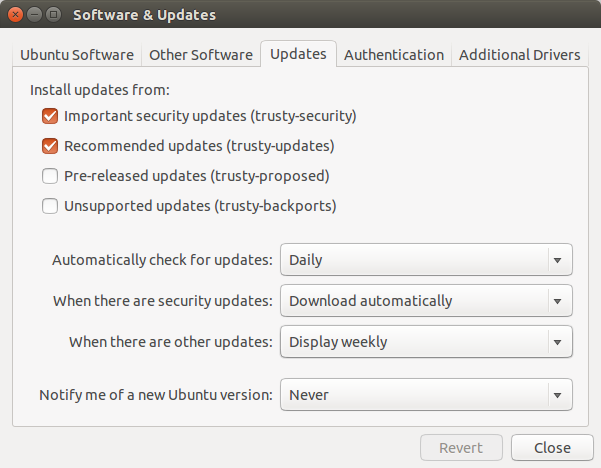 Software & Updates
Ubuntu Software Other Software Updates Authentication Additional Drivers
Install updates from:
Important security updates (trusty-security)
Recommended updates (trusty-updates)
Pre-released updates (trusty-proposed)
Unsupported updates (trusty-backports)
Automatically check for updates: Daily
When there are security updates: Download automatically
When there are other updates: Display weekly
Notify me of a new Ubuntu version: Never
Revert Close